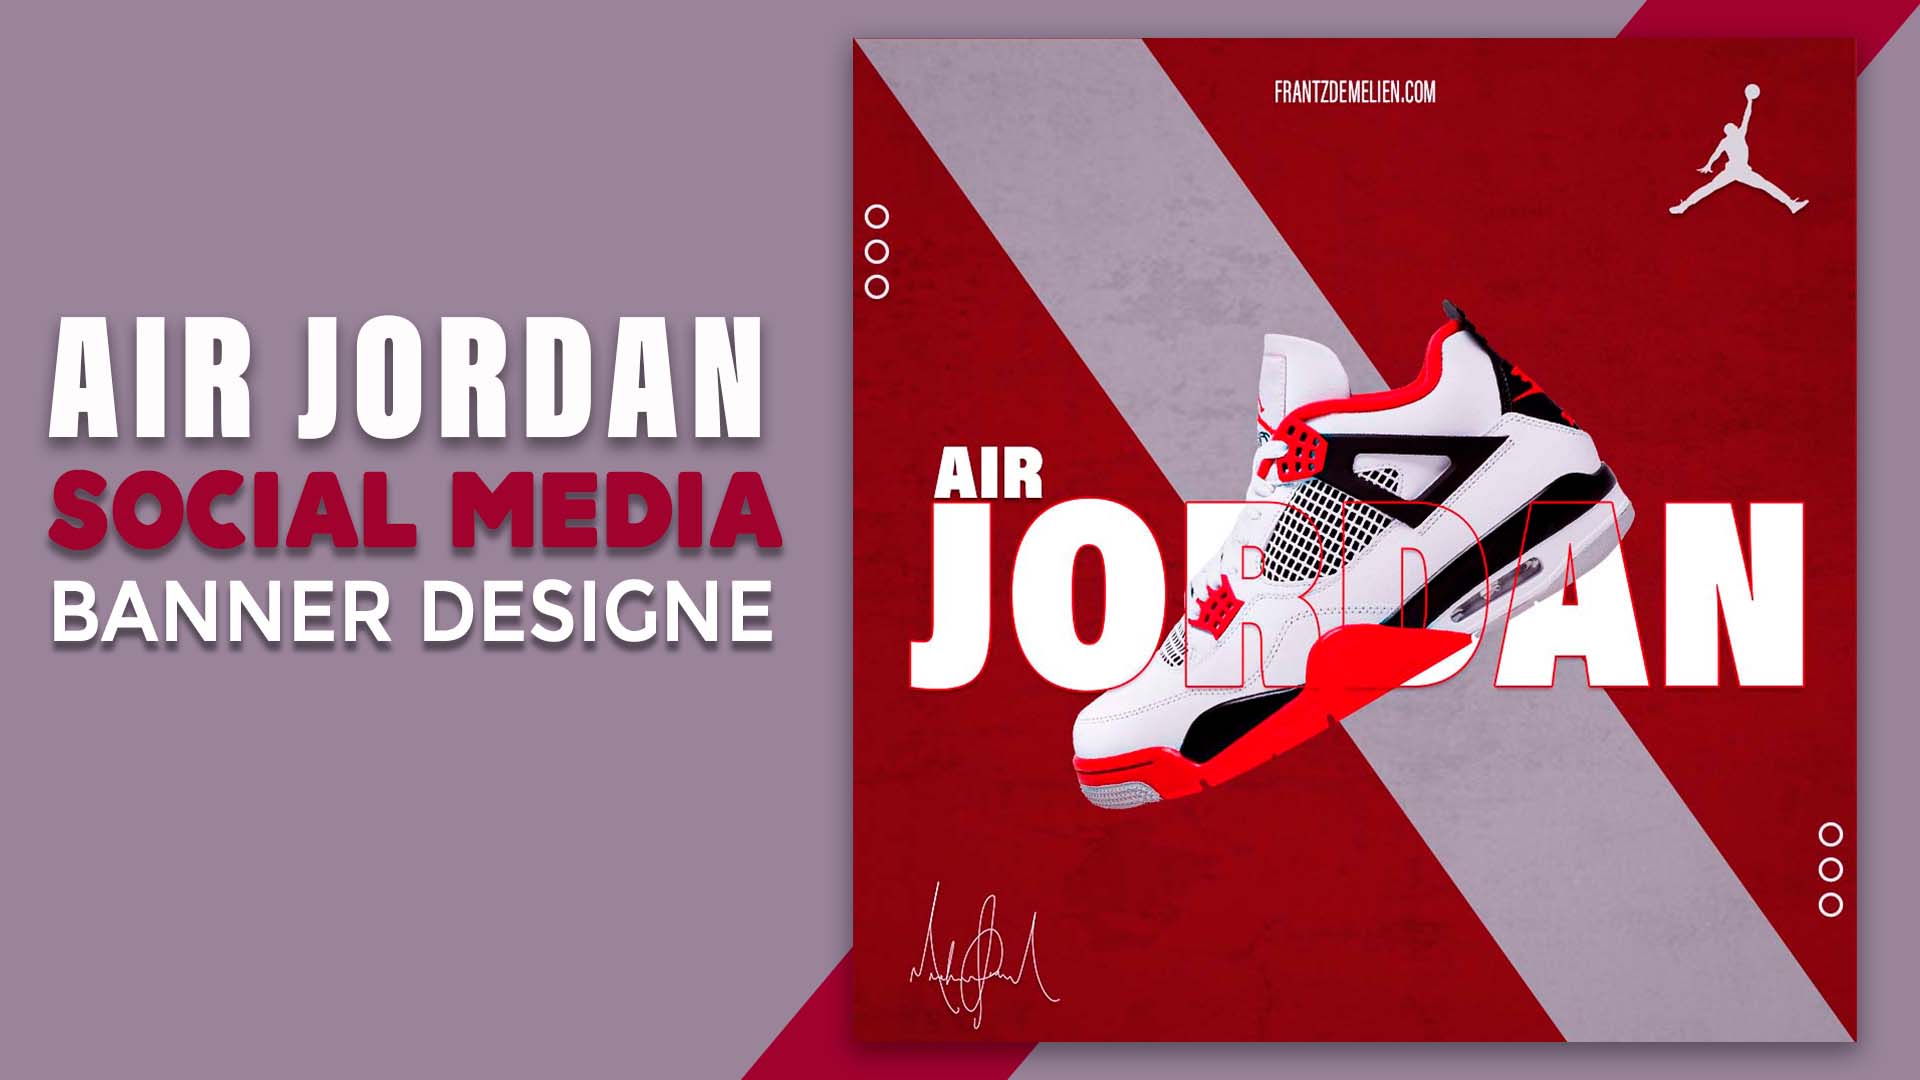 AIR JORDAN
SOCIAL MEDIA
BANNER DESIGNE
FRANTZDEMELIEN.COM
AIR
JORDAN